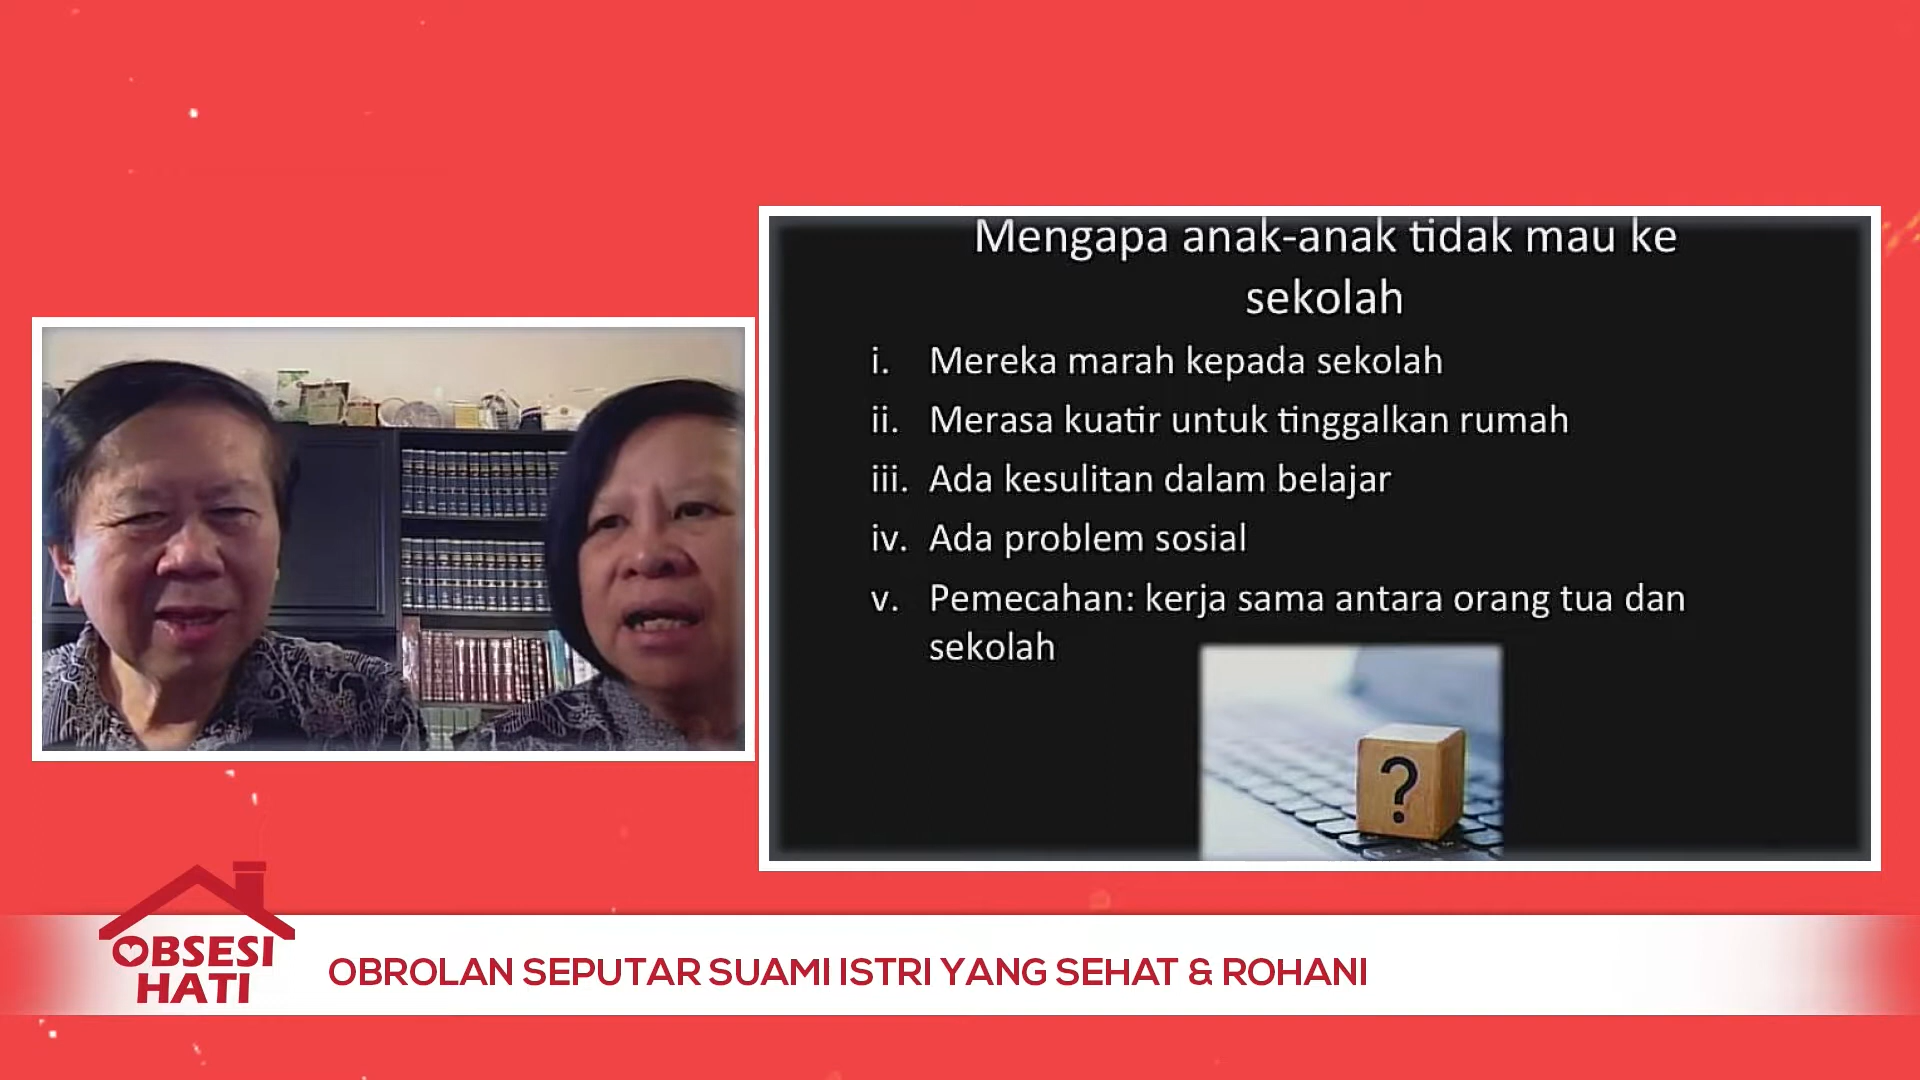 Mengapa anak-anak tidak mau ke
sekolah
i. Mereka marah kepada sekolah
ii. Merasa kuatir untuk tinggalkan rumah
iii. Ada kesulitan dalam belajar
iv. Ada problem sosial
v. Pemecahan: kerja sama antara orang tua dan
sekolah
?
OBSESI
HATI
OBROLAN SEPUTAR SUAMI ISTRI YANG SEHAT & ROHANI